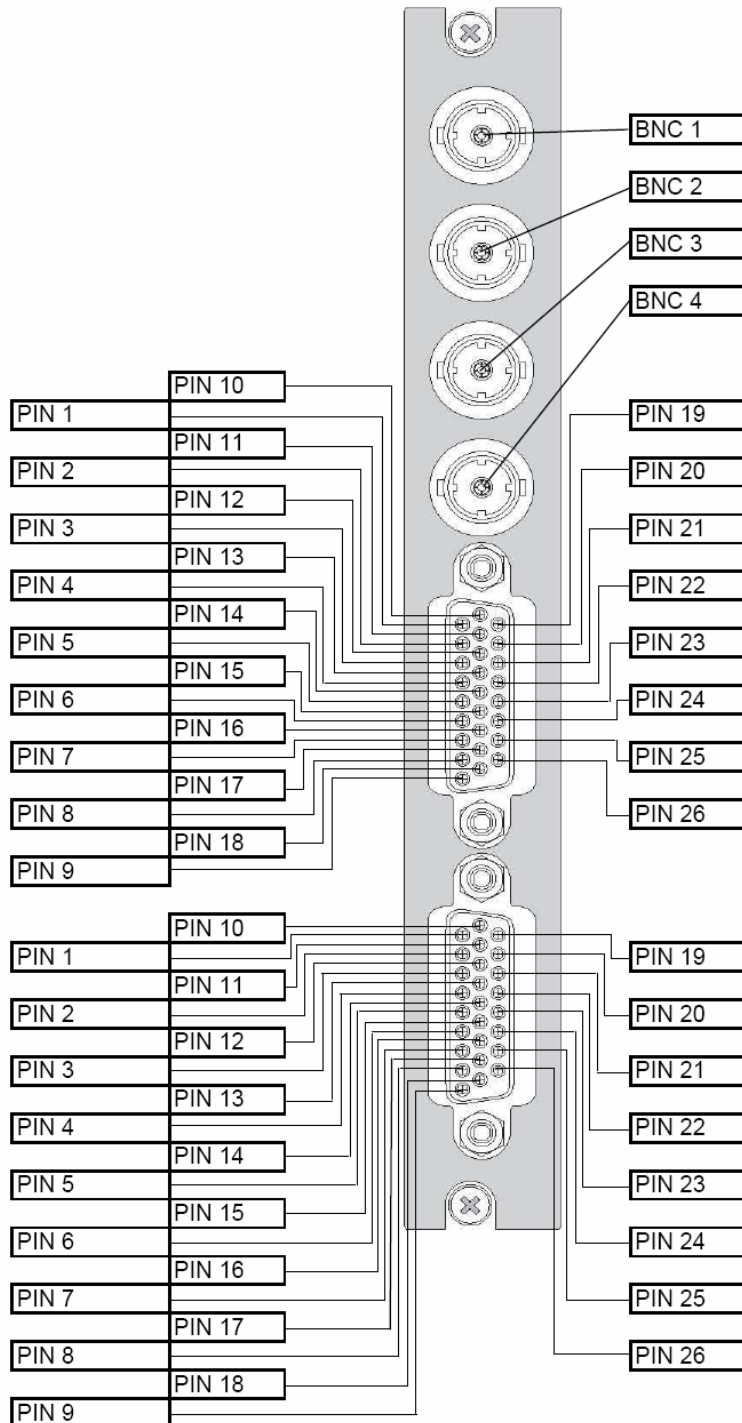 BNC 1
BNC 2
BNC 3
BNC 4
PIN 10
PIN 1
PIN 19
PIN 11
PIN 2
PIN 20
PIN 12
PIN 3
PIN 21
PIN 13
PIN 4
PIN 22
PIN 14
PIN 5
PIN 23
PIN 15
PIN 6
PIN 24
PIN 16
PIN 7
PIN 25
PIN 17
PIN 8
PIN 26
PIN 18
PIN 9
PIN 10
PIN 1
PIN 19
PIN 11
PIN 2
PIN 20
PIN 12
PIN 3
PIN 21
PIN 13
PIN 4
PIN 22
PIN 14
PIN 5
PIN 23
PIN 15
PIN 6
PIN 24
PIN 16
PIN 7
PIN 25
PIN 17
PIN 8
PIN 26
PIN 18
PIN 9